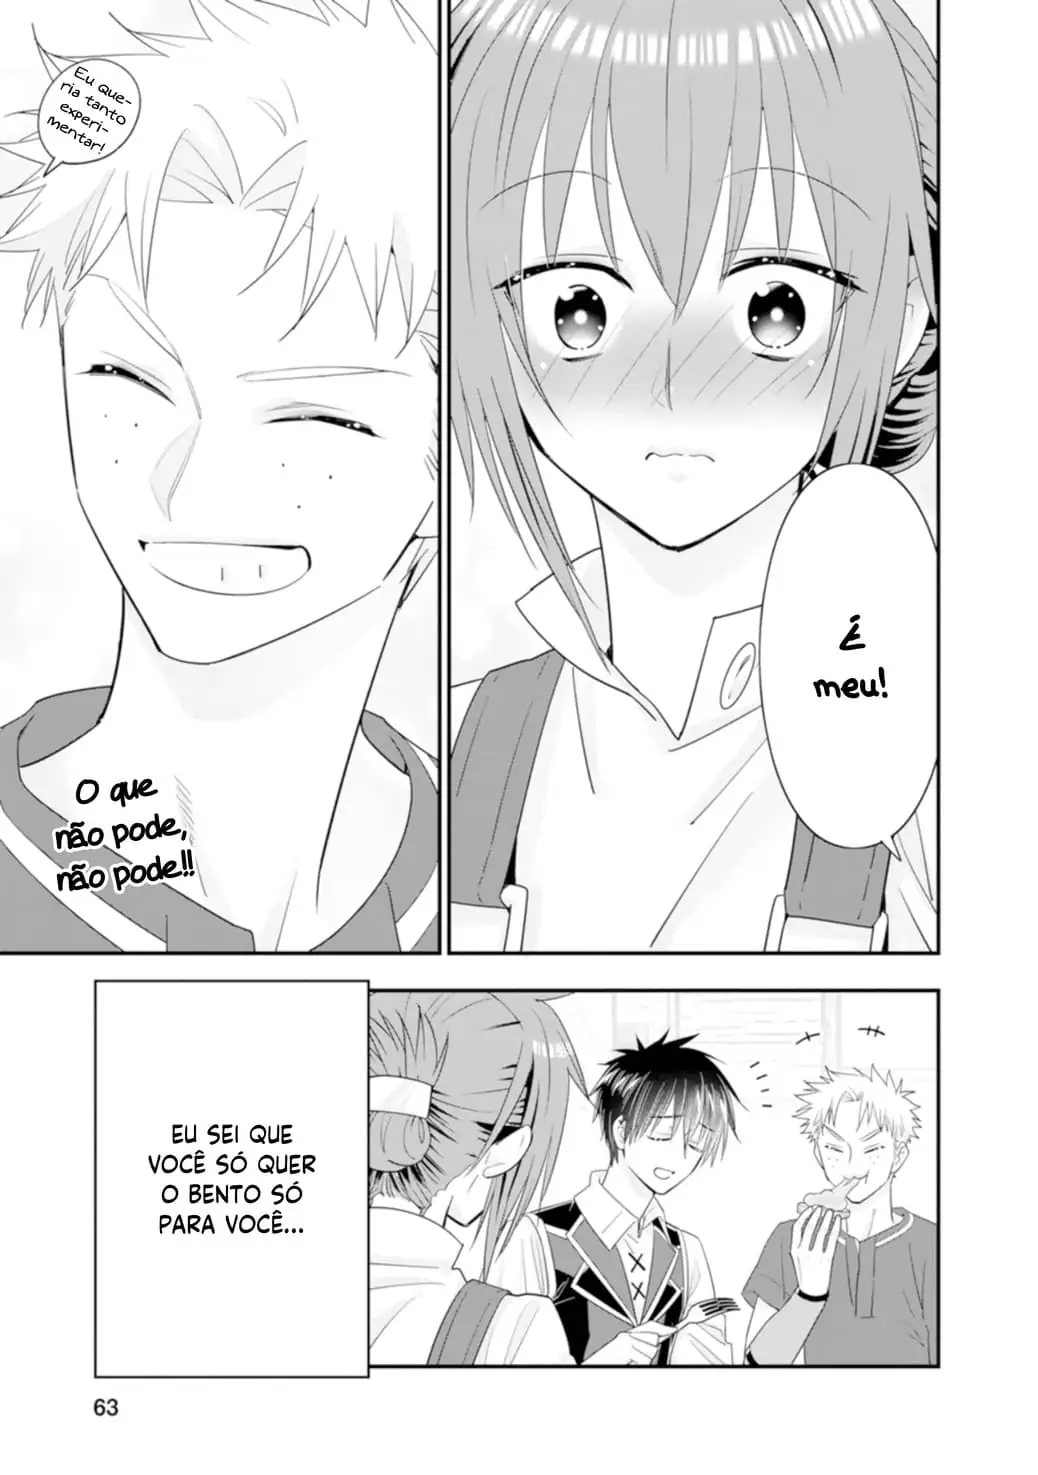 É
meu!
Eu que-
ria tanto
experi-
mentar!
O que
não pode,
não pode!!
EU SEI QUE
VOCÊ SÓ QUER
O BENTO SÓ
PARA VOCÊ...
63